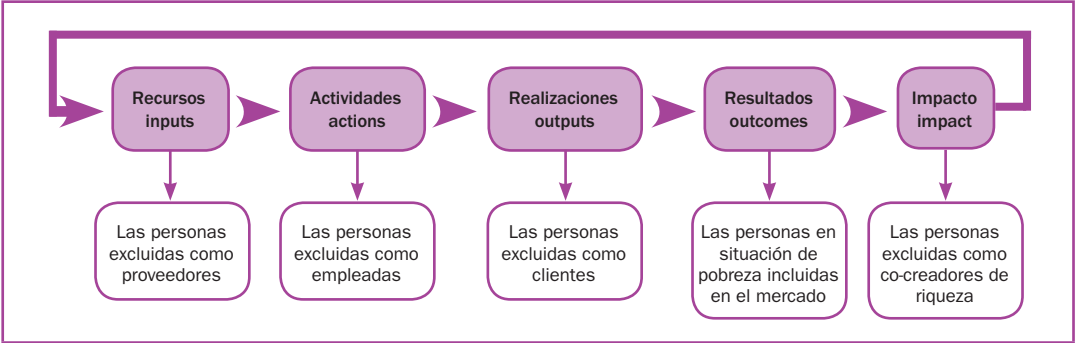 Recursos
inputs
Actividades
actions
Realizaciones
outputs
Resultados
outcomes
Impacto
impact
Las personas
excluidas como
proveedores
Las personas
excluidas como
empleadas
Las personas
excluidas como
clientes
Las personas en
situación de
pobreza incluidas
en el mercado
Las personas
excluidas como
co-creadores de
riqueza